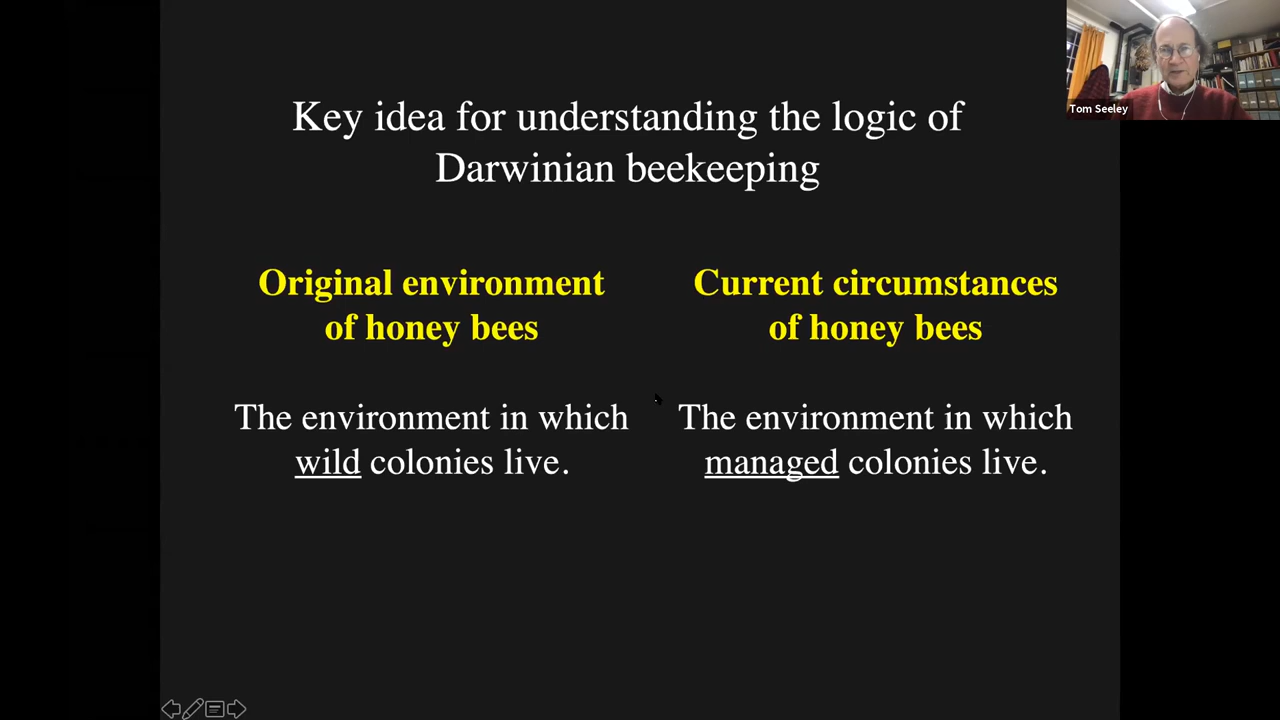 Tom Seeley
Key idea for understanding the logic of
Darwinian beekeeping
Original environment
of honey bees
The environment in which
wild colonies live.
Current circumstances
of honey bees
The environment in which
managed colonies live.